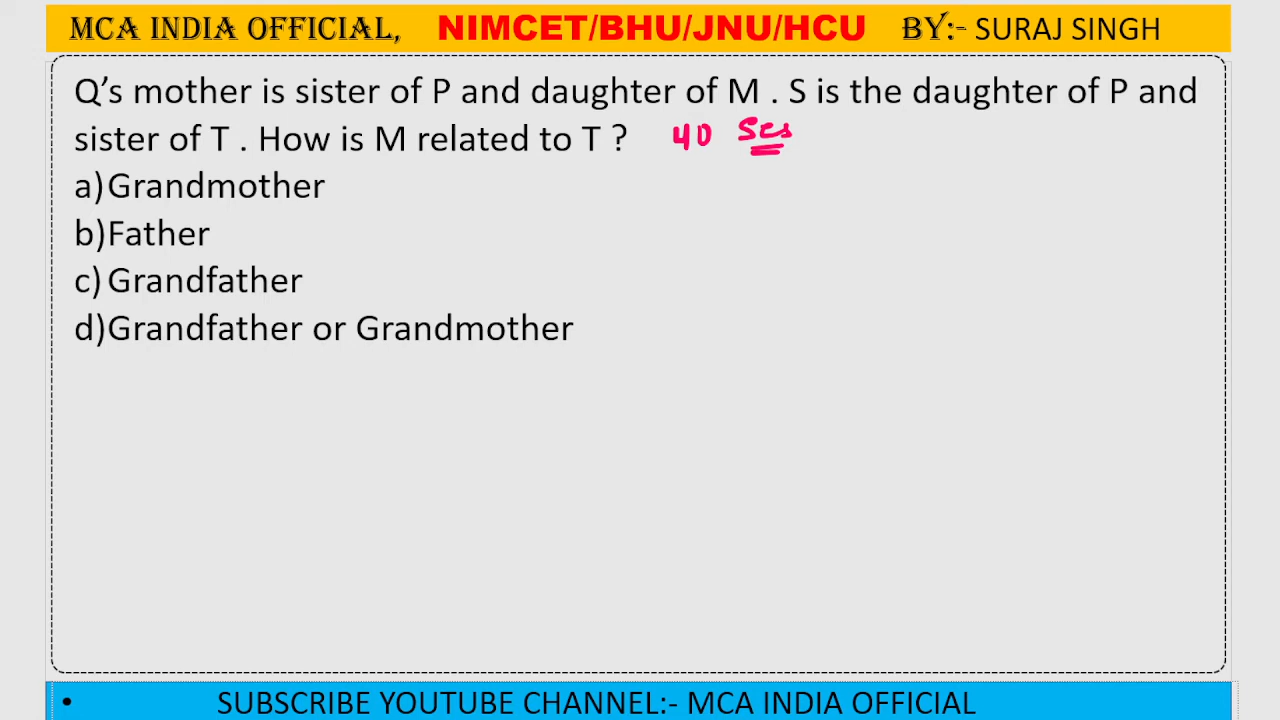 MCA INDIA OFFICIAL, NIMCET/BHU/JNU/HCU BY:- SURAJ SINGH
Q’s mother is sister of P and daughter of M . S is the daughter of P and
sister of T . How is M related to T ? 40 Ses
a)Grandmother
b)Father
c)Grandfather
d)Grandfather or Grandmother
• SUBSCRIBE YOUTUBE CHANNEL:- MCA INDIA OFFICIAL